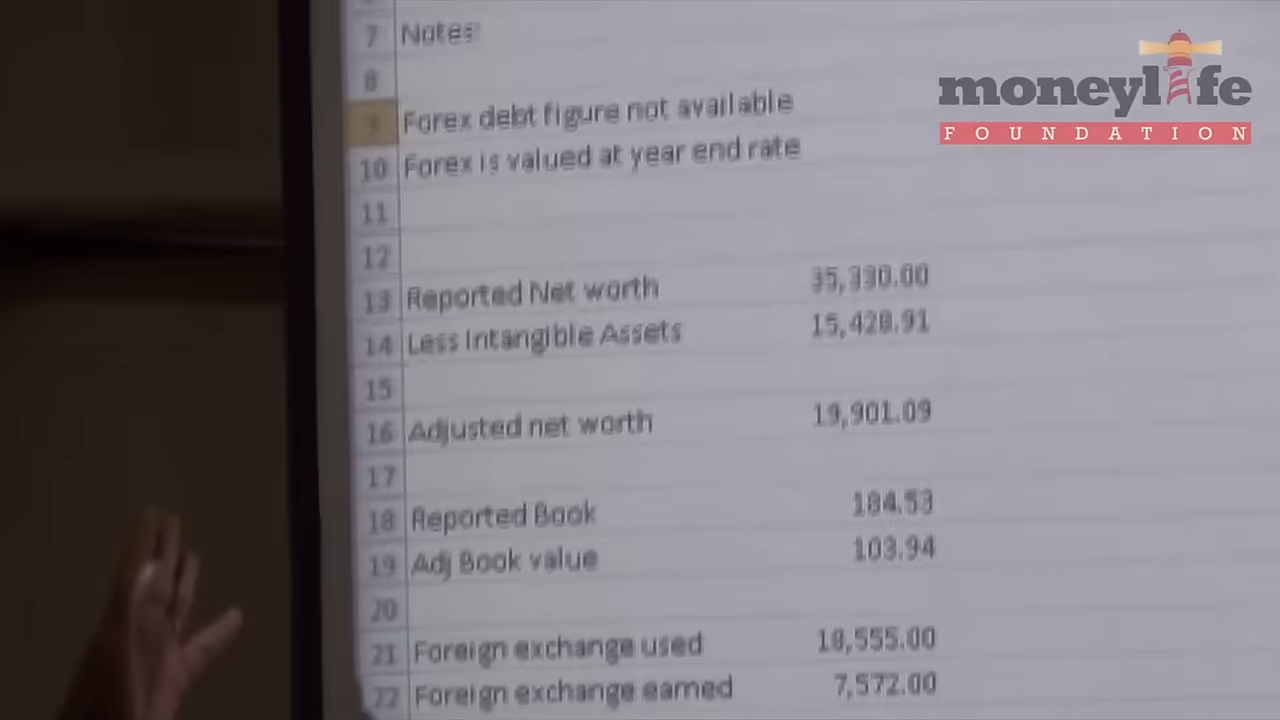 moneylife
FOUNDATION
7 Notes:
8
9 Forex debt figure not available
10 Forex is valued at year end rate
11
12
13 Reported Net worth 35,330.00
14 Less Intangible Assets 15,428.91
15
16 Adjusted net worth 19,901.09
17
18 Reported Book 184.53
19 Adj Book value 103.94
20
21 Foreign exchange used 18,555.00
22 Foreign exchange earned 7,572.00